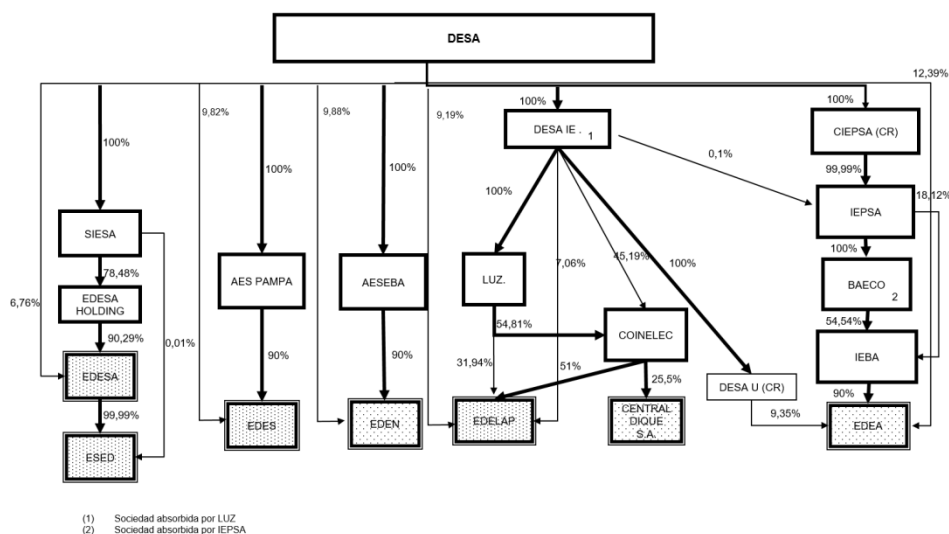 DESA
12,39%
9,82%
9,88%
9,19%
100%
100%
DESA IE . 1
CIEPSA (CR)
100%
0,1%
100%
100%
100%
99,99%
18,12%
IEPSA
SIESA
100%
45,19%
7,06%
100%
78,48%
AES PAMPA
AESEBA
LUZ.
BAECO 2
6,76%
EDESA
HOLDING
54,81%
54,54%
90,29%
0,01%
COINELEC
90%
90%
31,94%
51%
IEBA
EDESA
25,5%
DESA U (CR)
90%
99,99%
9,35%
EDES
EDEN
EDELAP
CENTRAL
DIQUE
S.A.
EDEA
ESED
(1) Sociedad absorbida por LUZ
(2) Sociedad absorbida por IEPSA